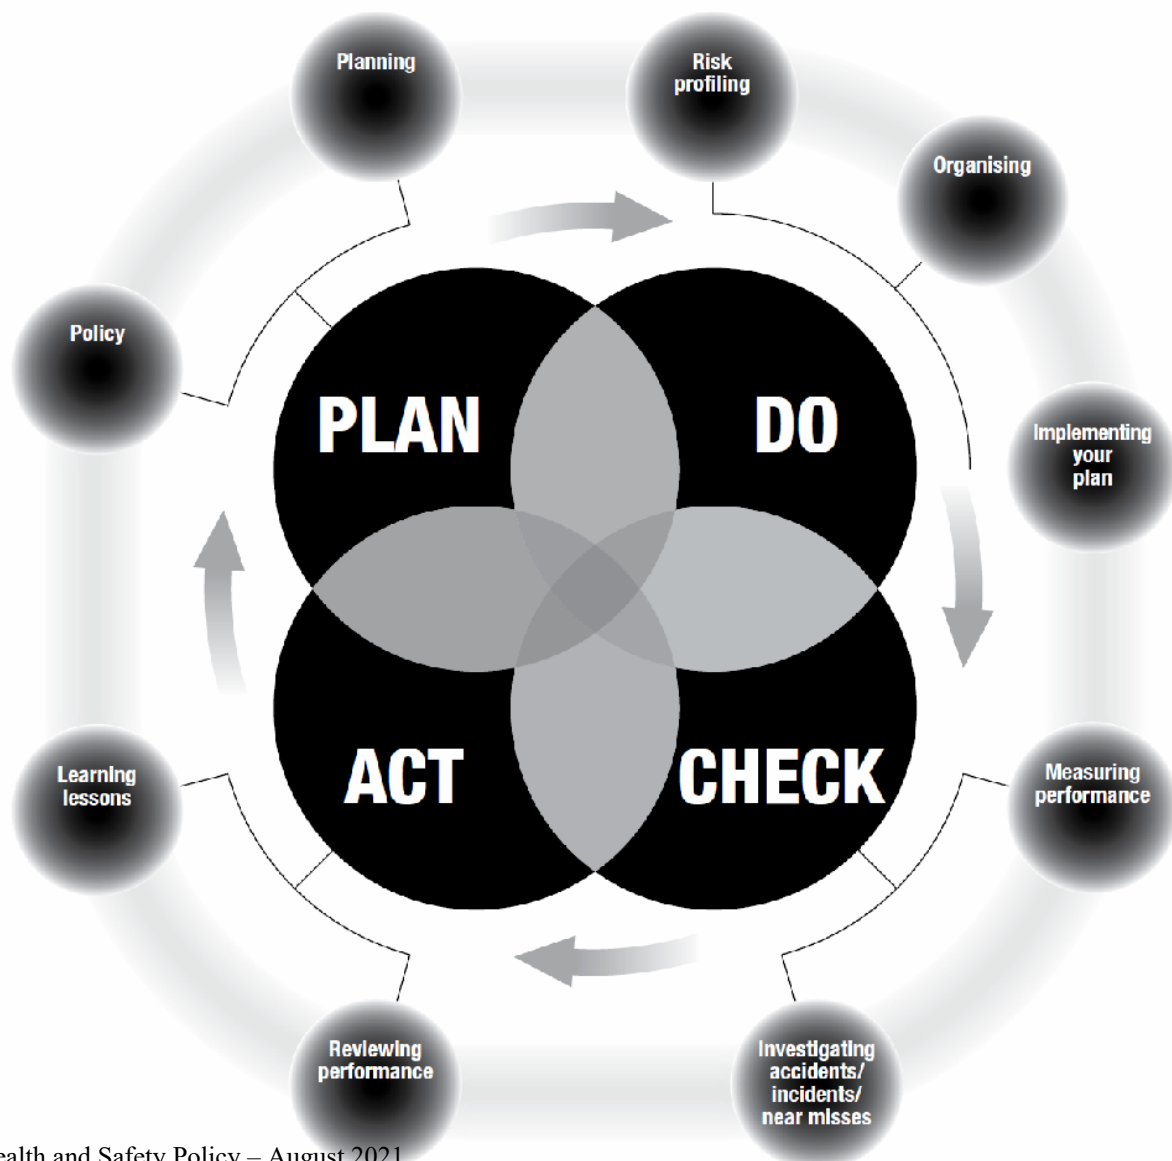 Planning
Risk
profiling
Organising
Policy
PLAN
DO
Implementing
your
plan
Learning
lessons
ACT
CHECK
Measuring
performance
Reviewing
performance
Investigating
accidents/
incidents/
near misses
ealth and Safety Policy – August 2021